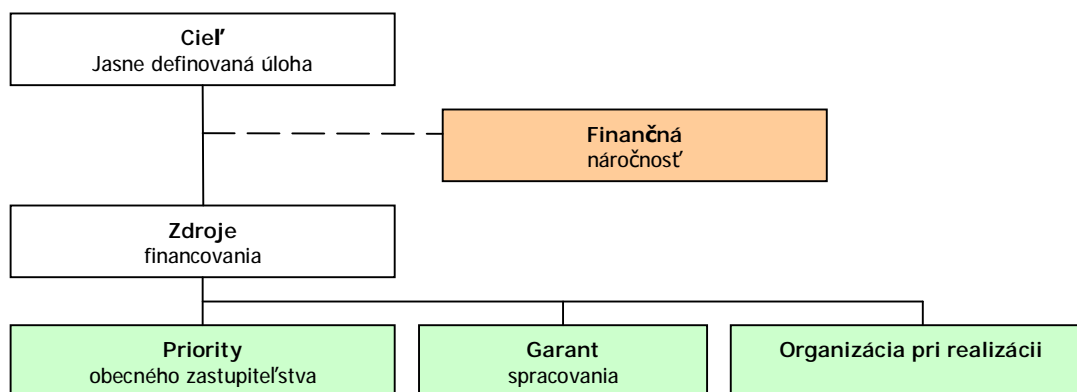 Cieľ
Jasne definovaná úloha
Finančná
náročnosť
Zdroje
financovania
Priority
obecného zastupiteľstva
Garant
spracovania
Organizácia pri realizácii